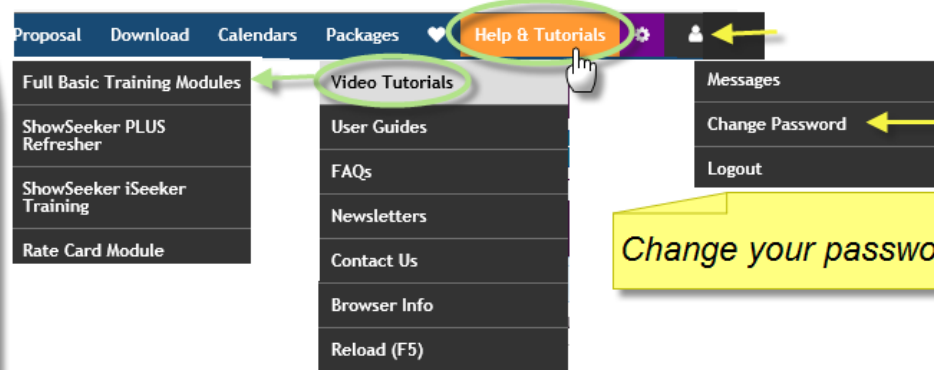 Proposal Download Calendars Packages Help & Tutorials
Full Basic Training Modules
ShowSeeker PLUS
Refresher
ShowSeeker iSeeker
Training
Rate Card Module
Video Tutorials
User Guides
FAQs
Newsletters
Contact Us
Browser Info
Reload (F5)
Messages
Change Password
Logout
Change your passwo